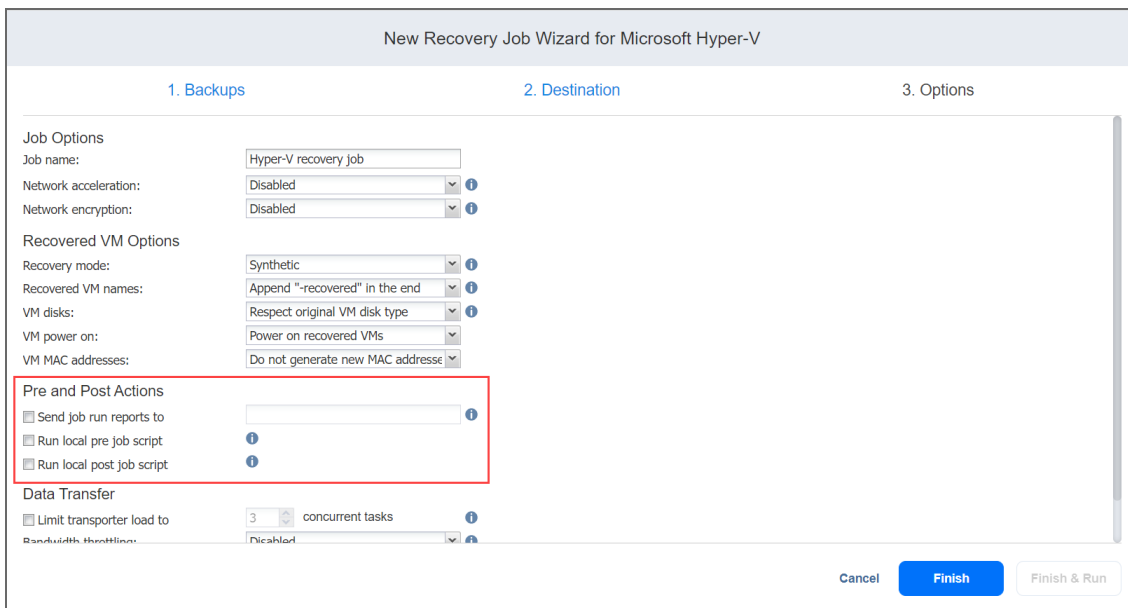 New Recovery Job Wizard for Microsoft Hyper-V
1. Backups 2. Destination 3. Options
Job Options
Job name: Hyper-V recovery job
Network acceleration: Disabled
Network encryption: Disabled
Recovered VM Options
Recovery mode: Synthetic
Recovered VM names: Append "-recovered" in the end
VM disks: Respect original VM disk type
VM power on: Power on recovered VMs
VM MAC addresses: Do not generate new MAC addresse
Pre and Post Actions
Send job run reports to
Run local pre job script
Run local post job script
Data Transfer
Limit transporter load to 3 concurrent tasks
Bandwidth throttling: Disabled
Cancel Finish Finish & Run